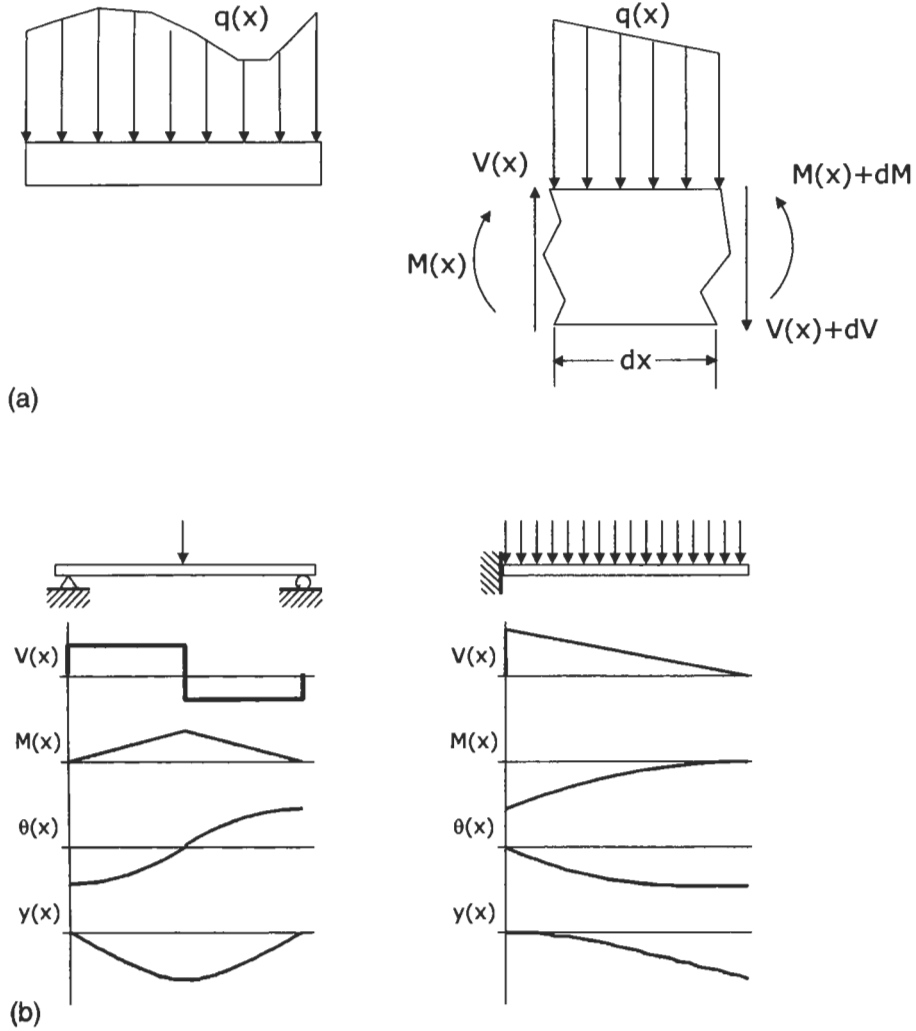 q(x)
q(x)
V(x)
M(x)+dM
M(x)
V(x)+dV
dx
(a)
V(x)
V(x)
M(x)
M(x)
θ(x)
θ(x)
y(x)
y(x)
(b)